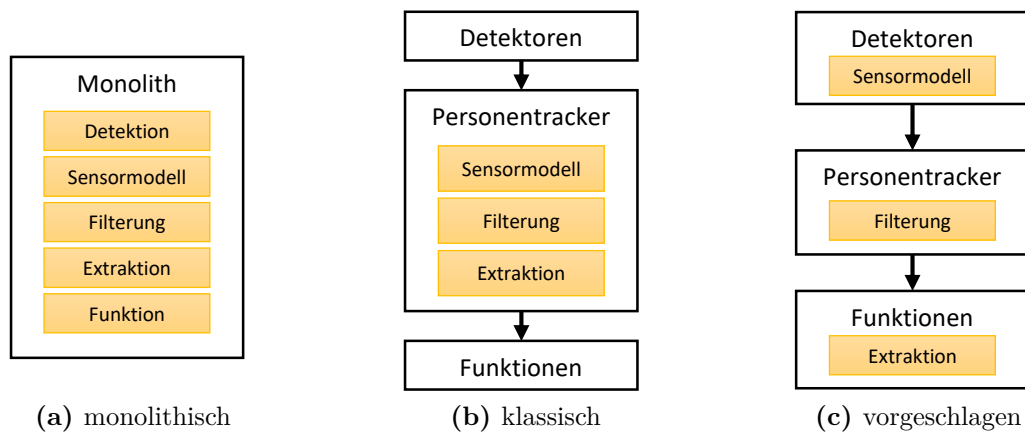 Monolith
Detektion
Sensormodell
Filterung
Extraktion
Funktion
(a) monolithisch
Detektoren
Personentracker
Sensormodell
Filterung
Extraktion
Funktionen
(b) klassisch
Detektoren
Sensormodell
Personentracker
Filterung
Funktionen
Extraktion
(c) vorgeschlagen